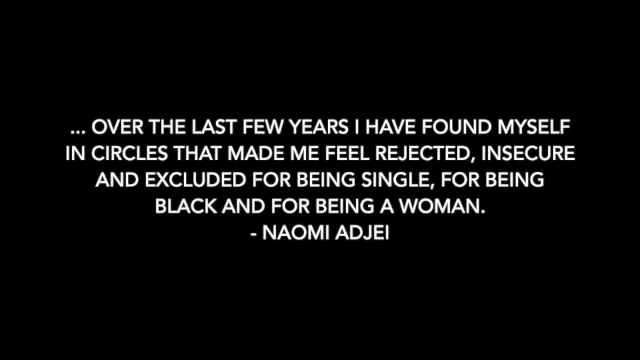 ... OVER THE LAST FEW YEARS I HAVE FOUND MYSELF
IN CIRCLES THAT MADE ME FEEL REJECTED, INSECURE
AND EXCLUDED FOR BEING SINGLE, FOR BEING
BLACK AND FOR BEING A WOMAN.
- NAOMI ADJEI